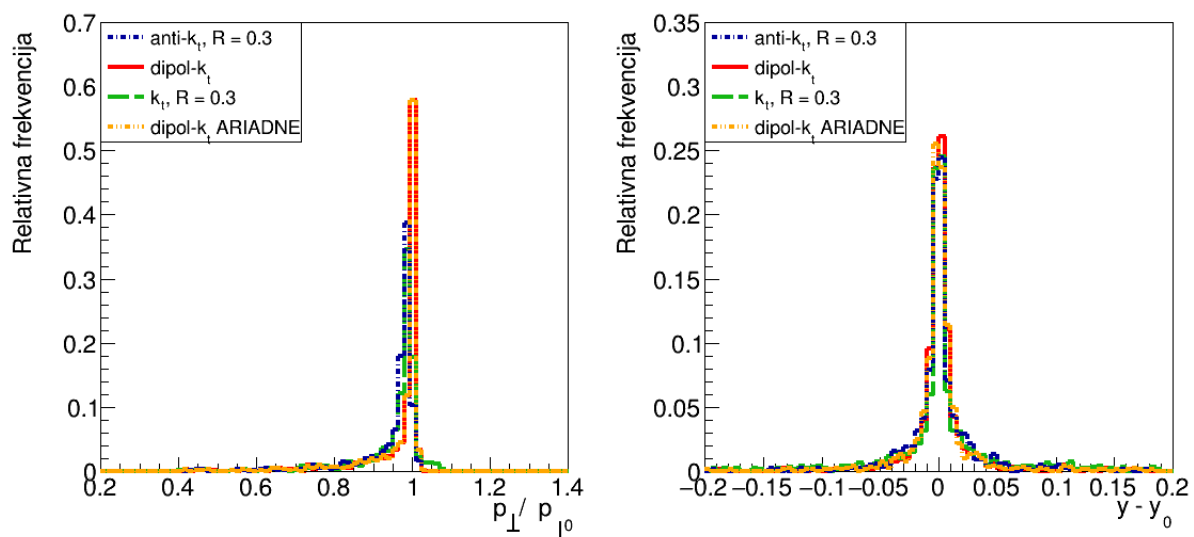 Relativna frekvencija
anti-kt, R = 0.3
dipol-kt
kt, R = 0.3
dipol-kt ARIADNE
0.7
0.6
0.5
0.4
0.3
0.2
0.1
0
0.2 0.4 0.6 0.8 1 1.2 1.4
p⊥/ p⊥0
Relativna frekvencija
anti-kt, R = 0.3
dipol-kt
kt, R = 0.3
dipol-kt ARIADNE
0.35
0.3
0.25
0.2
0.15
0.1
0.05
0
−0.2 −0.15 −0.1 −0.05 0 0.05 0.1 0.15 0.2
y - y0